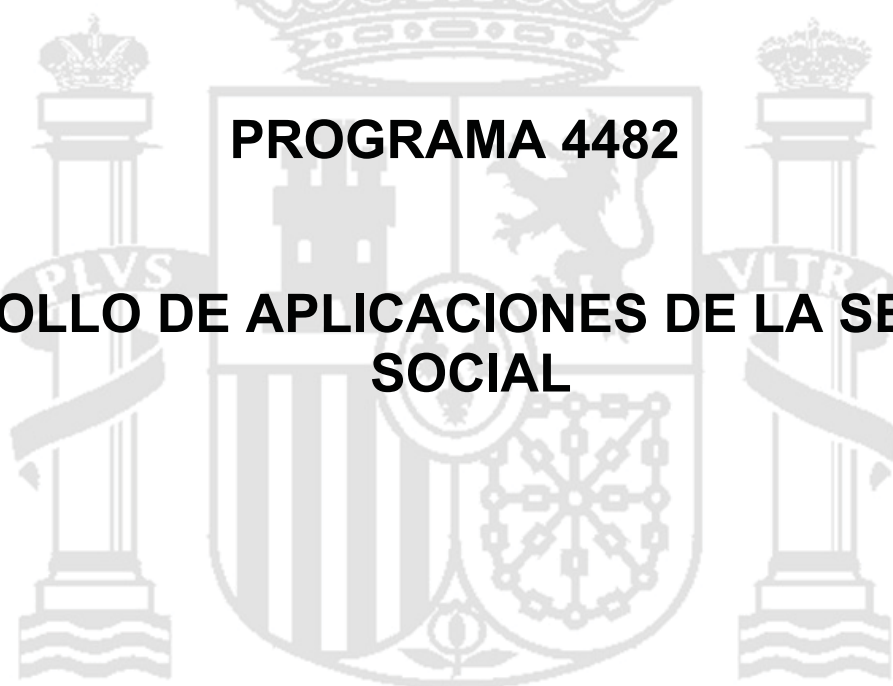 PROGRAMA 4482
PLVS
VLTR
OLLO DE APLICACIONES DE LA SE
SOCIAL